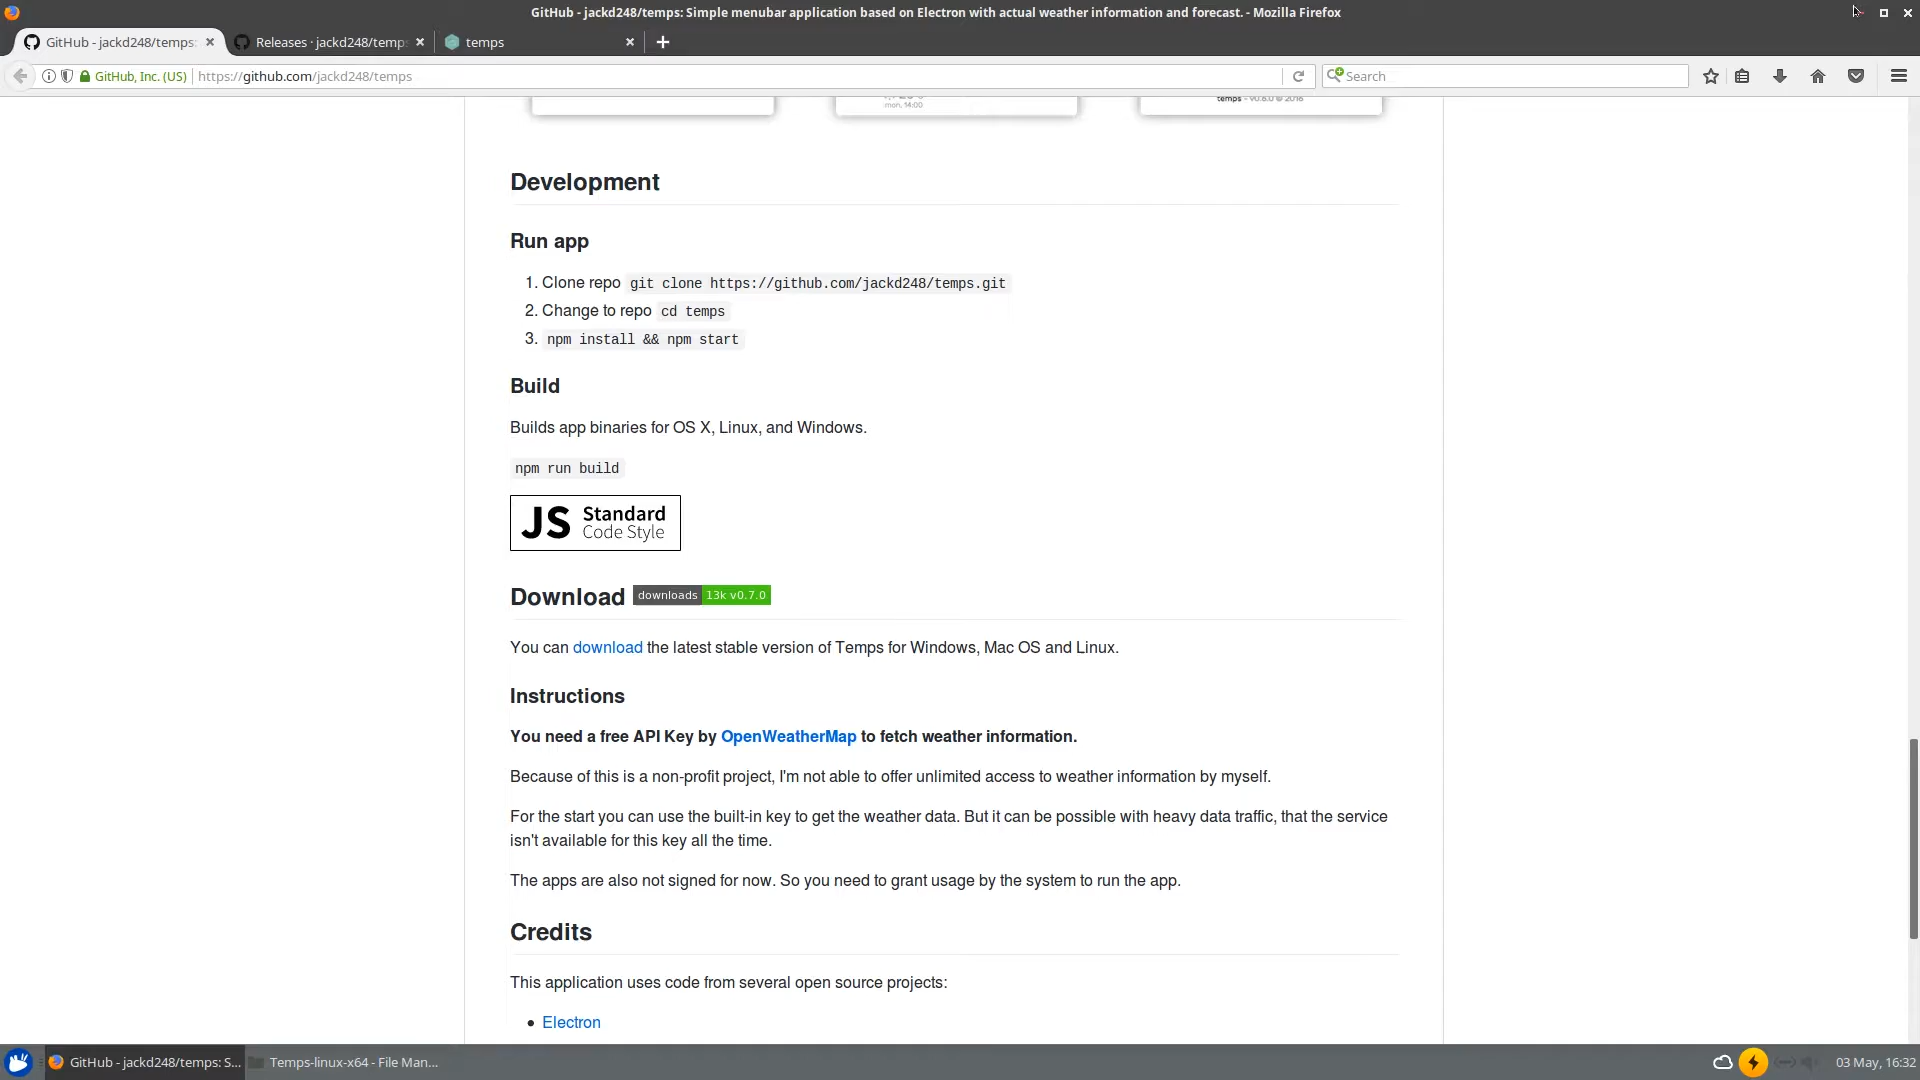 GitHub - jackd248/temps: Simple menubar application based on Electron with actual weather information and forecast. - Mozilla Firefox
GitHub - jackd248/temps:
Releases · jackd248/temp
temps
GitHub, Inc. (US)
https://github.com/jackd248/temps
Search
mon, 14:00
temps - v0.6.0 © 2016
Development
Run app
1. Clone repo git clone https://github.com/jackd248/temps.git
2. Change to repo cd temps
3. npm install && npm start
Build
Builds app binaries for OS X, Linux, and Windows.
npm run build
JS Standard
Code Style
Download downloads 13k v0.7.0
You can download the latest stable version of Temps for Windows, Mac OS and Linux.
Instructions
You need a free API Key by OpenWeatherMap to fetch weather information.
Because of this is a non-profit project, I'm not able to offer unlimited access to weather information by myself.
For the start you can use the built-in key to get the weather data. But it can be possible with heavy data traffic, that the service
isn't available for this key all the time.
The apps are also not signed for now. So you need to grant usage by the system to run the app.
Credits
This application uses code from several open source projects:
• Electron
GitHub - jackd248/temps: S...
Temps-linux-x64 - File Man...
03 May, 16:32